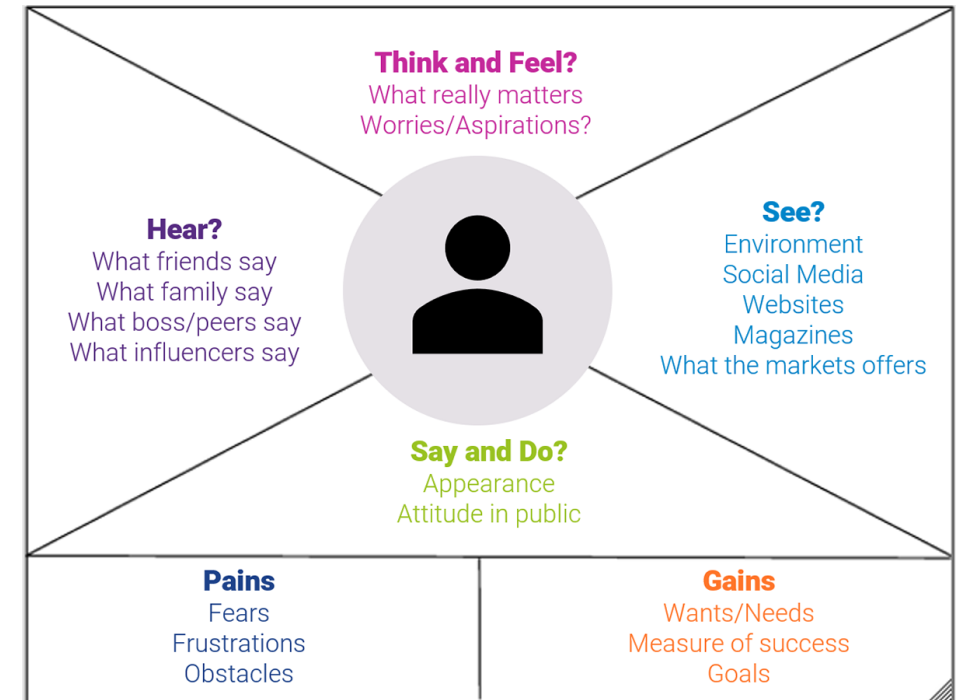 Think and Feel?
What really matters
Worries/Aspirations?
Hear?
What friends say
What family say
What boss/peers say
What influencers say
See?
Environment
Social Media
Websites
Magazines
What the markets offers
Say and Do?
Appearance
Attitude in public
Pains
Fears
Frustrations
Obstacles
Gains
Wants/Needs
Measure of success
Goals